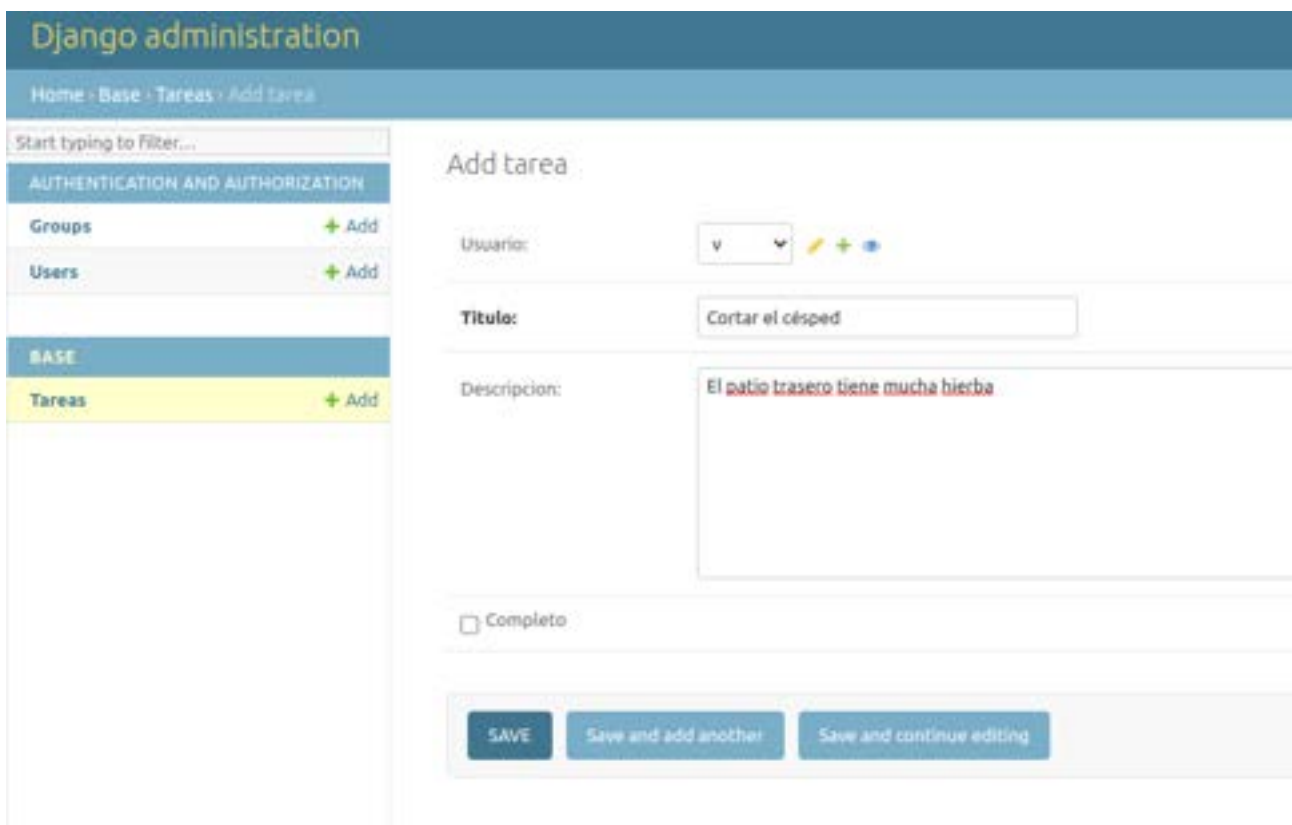 Django administration
Home › Base › Tareas › Add tarea
Start typing to filter...
AUTHENTICATION AND AUTHORIZATION
Groups + Add
Users + Add
BASE
Tareas + Add
Add tarea
Usuario: v
Titulo: Cortar el césped
Descripcion: El patio trasero tiene mucha hierba
Completo
SAVE Save and add another Save and continue editing